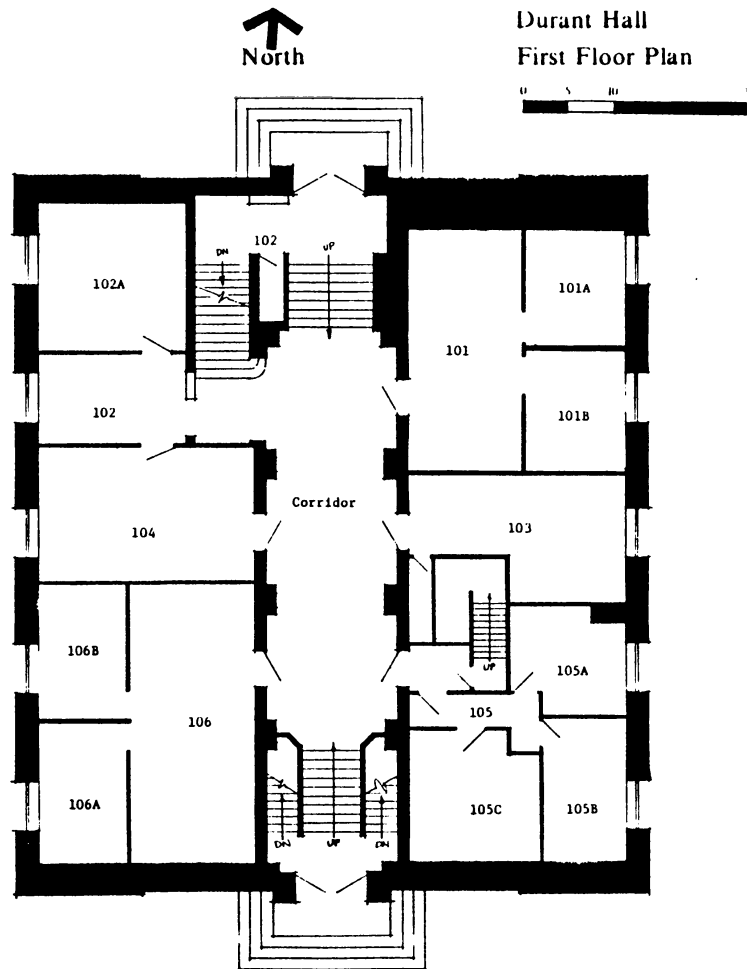 Durant Hall
North
First Floor Plan
0 5 10
DN
102
UP
102A
101A
101
102
101B
Corridor
104
103
106B
UP
105A
106
105
106A
105C
105B
DN
UP
DN